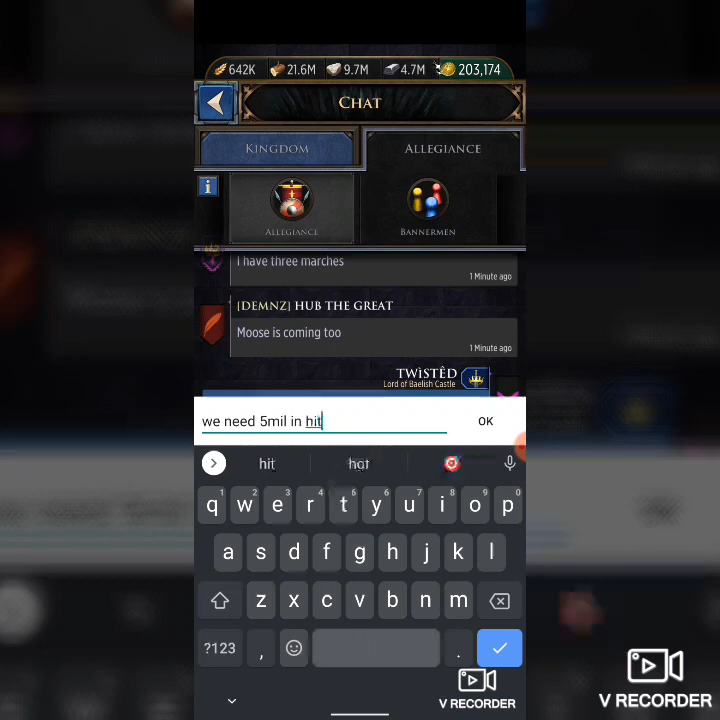 642K 21.6M 9.7M 4.7M 203,174
CHAT
KINGDOM ALLEGIANCE
i
ALLEGIANCE BANNERMEN
I have three marches
1 Minute ago
[DEMNZ] HUB THE GREAT
Moose is coming too
1 Minute ago
TWÌSTÊD
Lord of Baelish Castle
we need 5mil in hit
OK
hit hot
1 2 3 4 5 6 7 8 9 0
q w e r t y u i o p
a s d f g h j k l
z x c v b n m
?123 , .
V RECORDER
V RECORDER